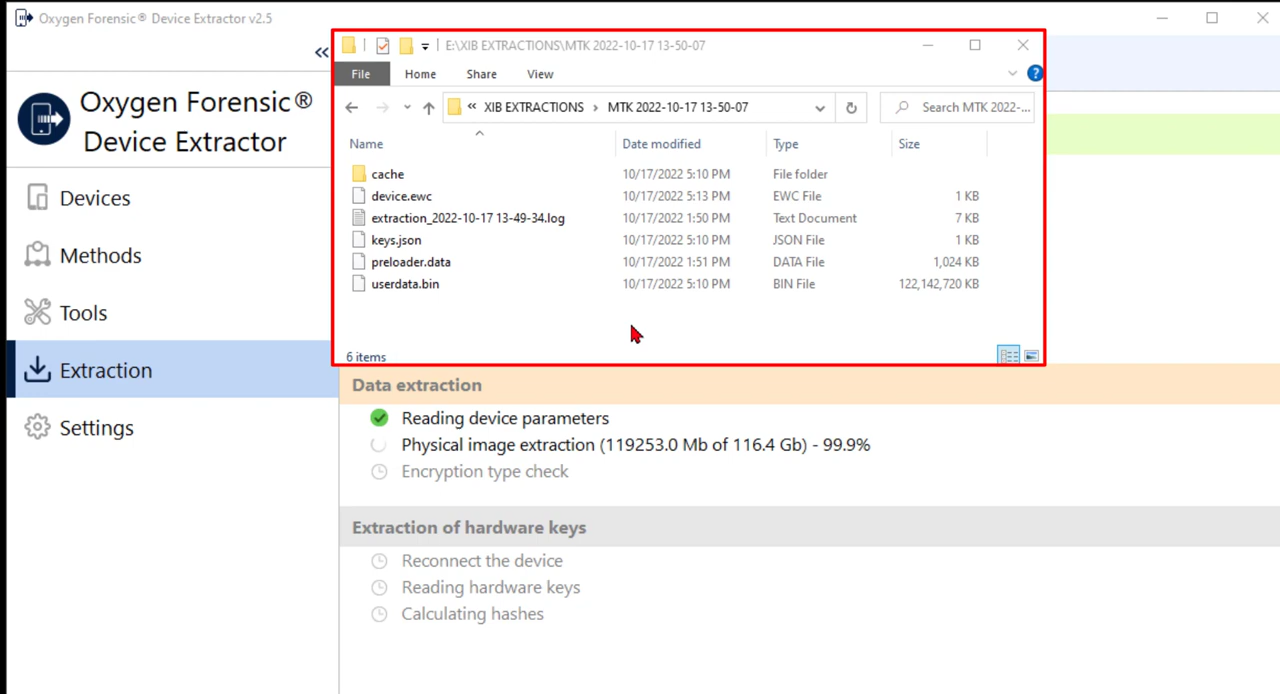 Oxygen Forensic® Device Extractor v2.5
Oxygen Forensic®
Device Extractor
Devices
Methods
Tools
Extraction
Settings
E:\XIB EXTRACTIONS\MTK 2022-10-17 13-50-07
File Home Share View
« XIB EXTRACTIONS › MTK 2022-10-17 13-50-07
Search MTK 2022-...
Name Date modified Type Size
cache 10/17/2022 5:10 PM File folder
device.ewc 10/17/2022 5:13 PM EWC File 1 KB
extraction_2022-10-17 13-49-34.log 10/17/2022 1:50 PM Text Document 7 KB
keys.json 10/17/2022 5:10 PM JSON File 1 KB
preloader.data 10/17/2022 1:51 PM DATA File 1,024 KB
userdata.bin 10/17/2022 5:10 PM BIN File 122,142,720 KB
6 items
Data extraction
Reading device parameters
Physical image extraction (119253.0 Mb of 116.4 Gb) - 99.9%
Encryption type check
Extraction of hardware keys
Reconnect the device
Reading hardware keys
Calculating hashes